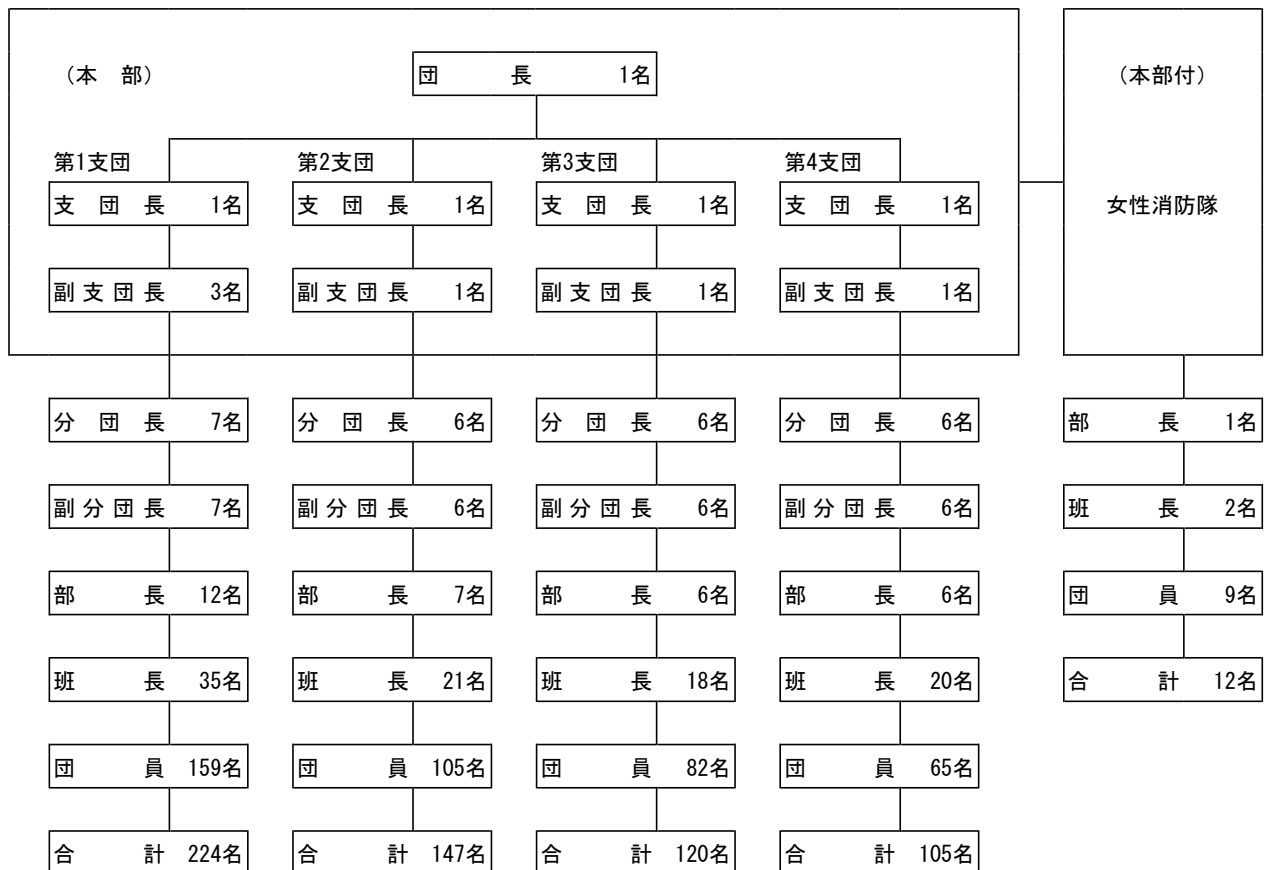 （本　部）　団　長　1名　（本部付）
第1支団　第2支団　第3支団　第4支団
支団長　1名　支団長　1名　支団長　1名　支団長　1名　女性消防隊
副支団長　3名　副支団長　1名　副支団長　1名　副支団長　1名
分団長　7名　分団長　6名　分団長　6名　分団長　6名　部長　1名
副分団長　7名　副分団長　6名　副分団長　6名　副分団長　6名　班長　2名
部長　12名　部長　7名　部長　6名　部長　6名　団員　9名
班長　35名　班長　21名　班長　18名　班長　20名　合計　12名
団員　159名　団員　105名　団員　82名　団員　65名
合計　224名　合計　147名　合計　120名　合計　105名